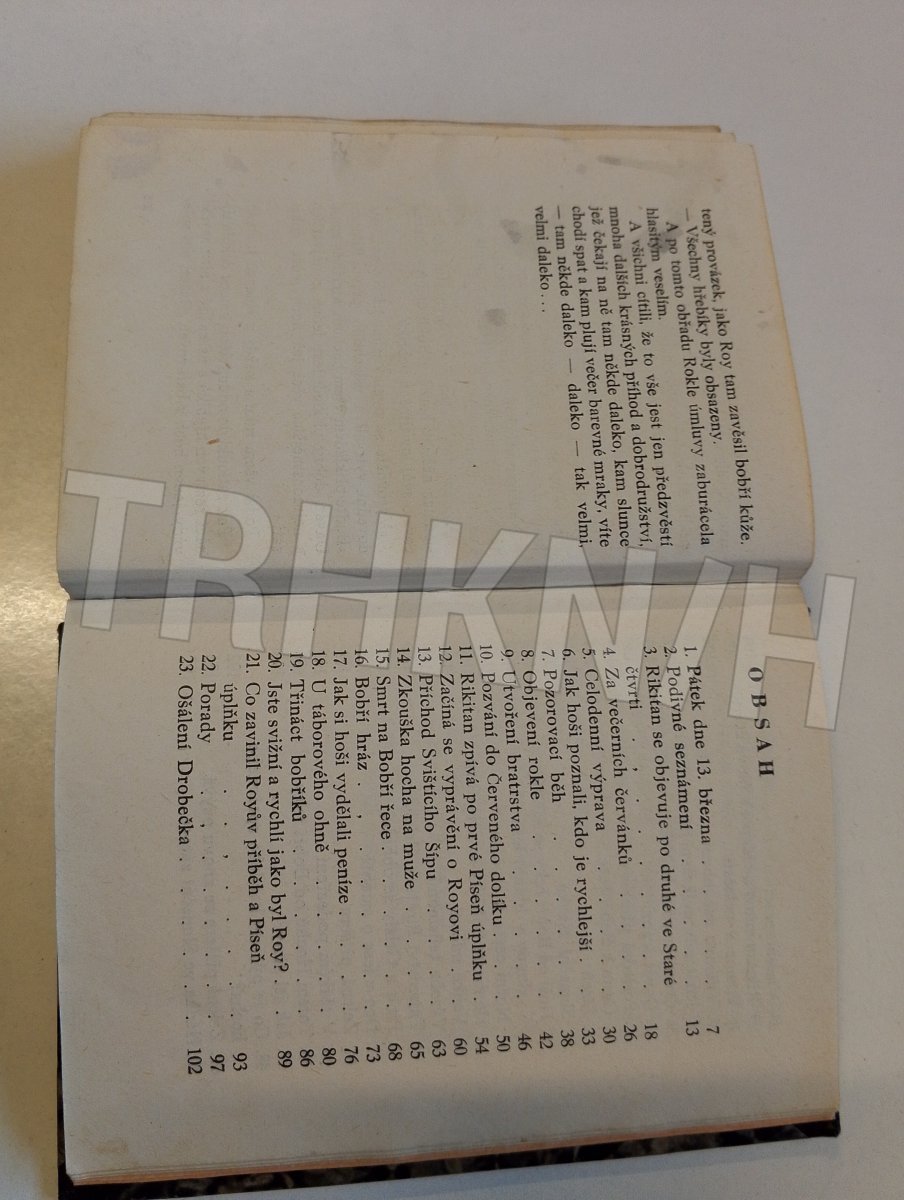 tený provázek, jako Roy tam zavěsil bobří kůže.
— Všechny hřebíky byly obsazeny.
A po tomto obřadu Rokle úmluvy zaburácela
hlasitým veselím.
A všichni cítili, že to vše jest jen předzvěstí
mnoha dalších krásných příhod a dobrodružství,
jež čekají na ně tam někde daleko, kam slunce
chodí spat a kam plují večer barevné mraky, víte
— tam někde daleko — daleko — tak velmi,
velmi daleko...
OBSAH
1. Pátek dne 13. března . . . . . 7
2. Podivné seznámení . . . . . 13
3. Rikitan se objevuje po druhé ve Staré
čtvrti . , . . . . . . 18
4. Za večerních červánků . . . . 26
5. Celodenní výprava . . . . . 30
6. Jak hoši poznali, kdo je rychlejší . . 33
7. Pozorovací běh . . . . . . 38
8. Objevení rokle . . . . . . 42
9. Utvoření bratrstva . . . . . 46
10. Pozvání do Červeného dolíku . . . 50
11. Rikitan zpívá po prvé Píseň úplňku . 54
12. Začíná se vyprávění o Royovi . . 60
13. Příchod Svištícího Šípu . . . . 63
14. Zkouška hocha na muže . . . . 65
15. Smrt na Bobří řece . . . . . 68
16. Bobří hráz . , . . . . . 73
17. Jak si hoši vydělali peníze . . . . 76
18. U táborového ohně . . . . . 80
19. Třináct bobříků . . . . . 86
20. Jste svižní a rychlí jako byl Roy? . . 89
21. Co zavinil Royův příběh a Píseň
úplňku . . , . . . . 93
22. Porady . , . . . . . 97
23. Ošálení Drobečka . . . . . 102
TRHKNIH